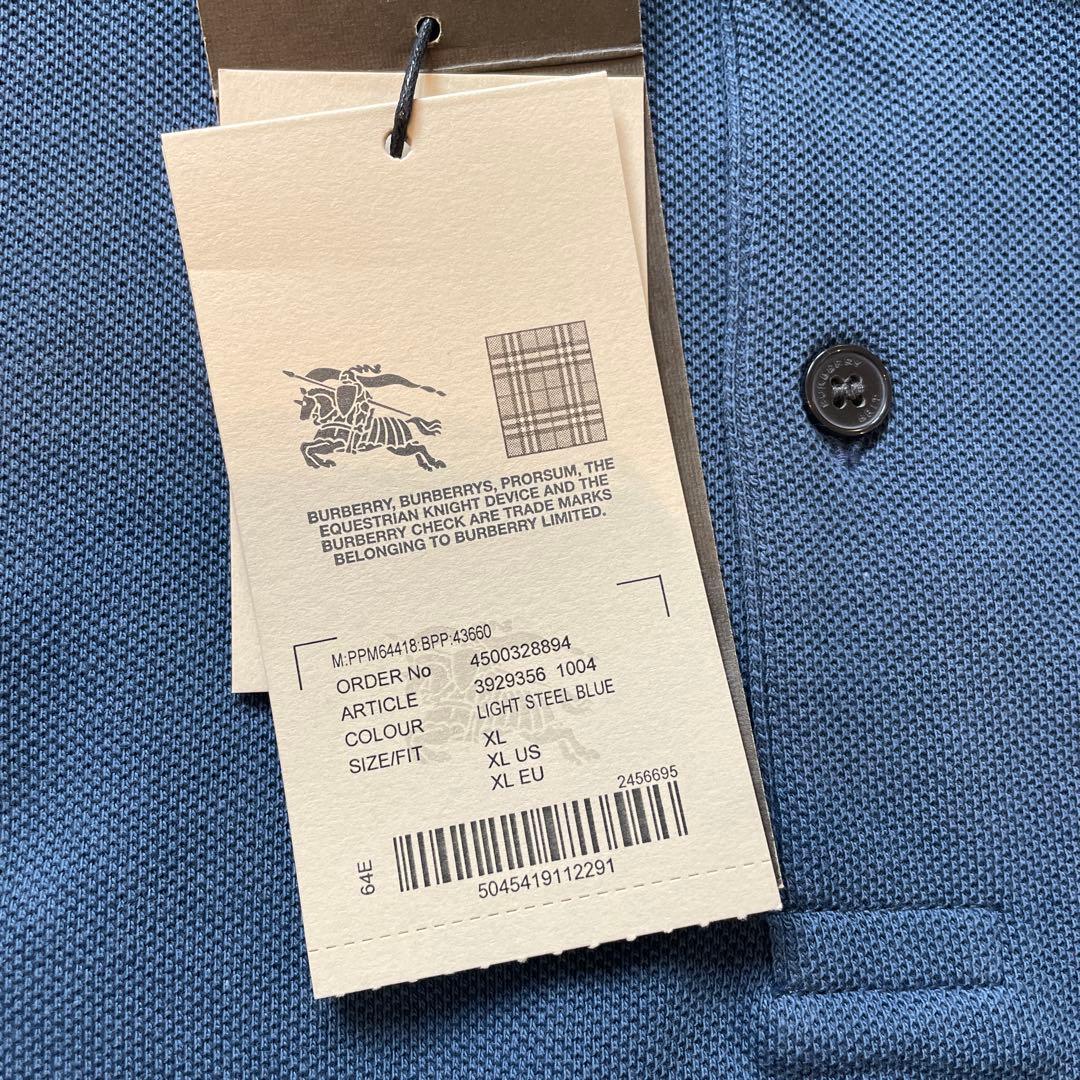 BURBERRY, BURBERRYS, PRORSUM, THE
EQUESTRIAN KNIGHT DEVICE AND THE
BURBERRY CHECK ARE TRADE MARKS
BELONGING TO BURBERRY LIMITED.
M:PPM64418:BPP:43660
ORDER No 4500328894
ARTICLE 3929356 1004
COLOUR LIGHT STEEL BLUE
SIZE/FIT XL
XL US
XL EU
2456695
64E
5045419112291
BURBERRY